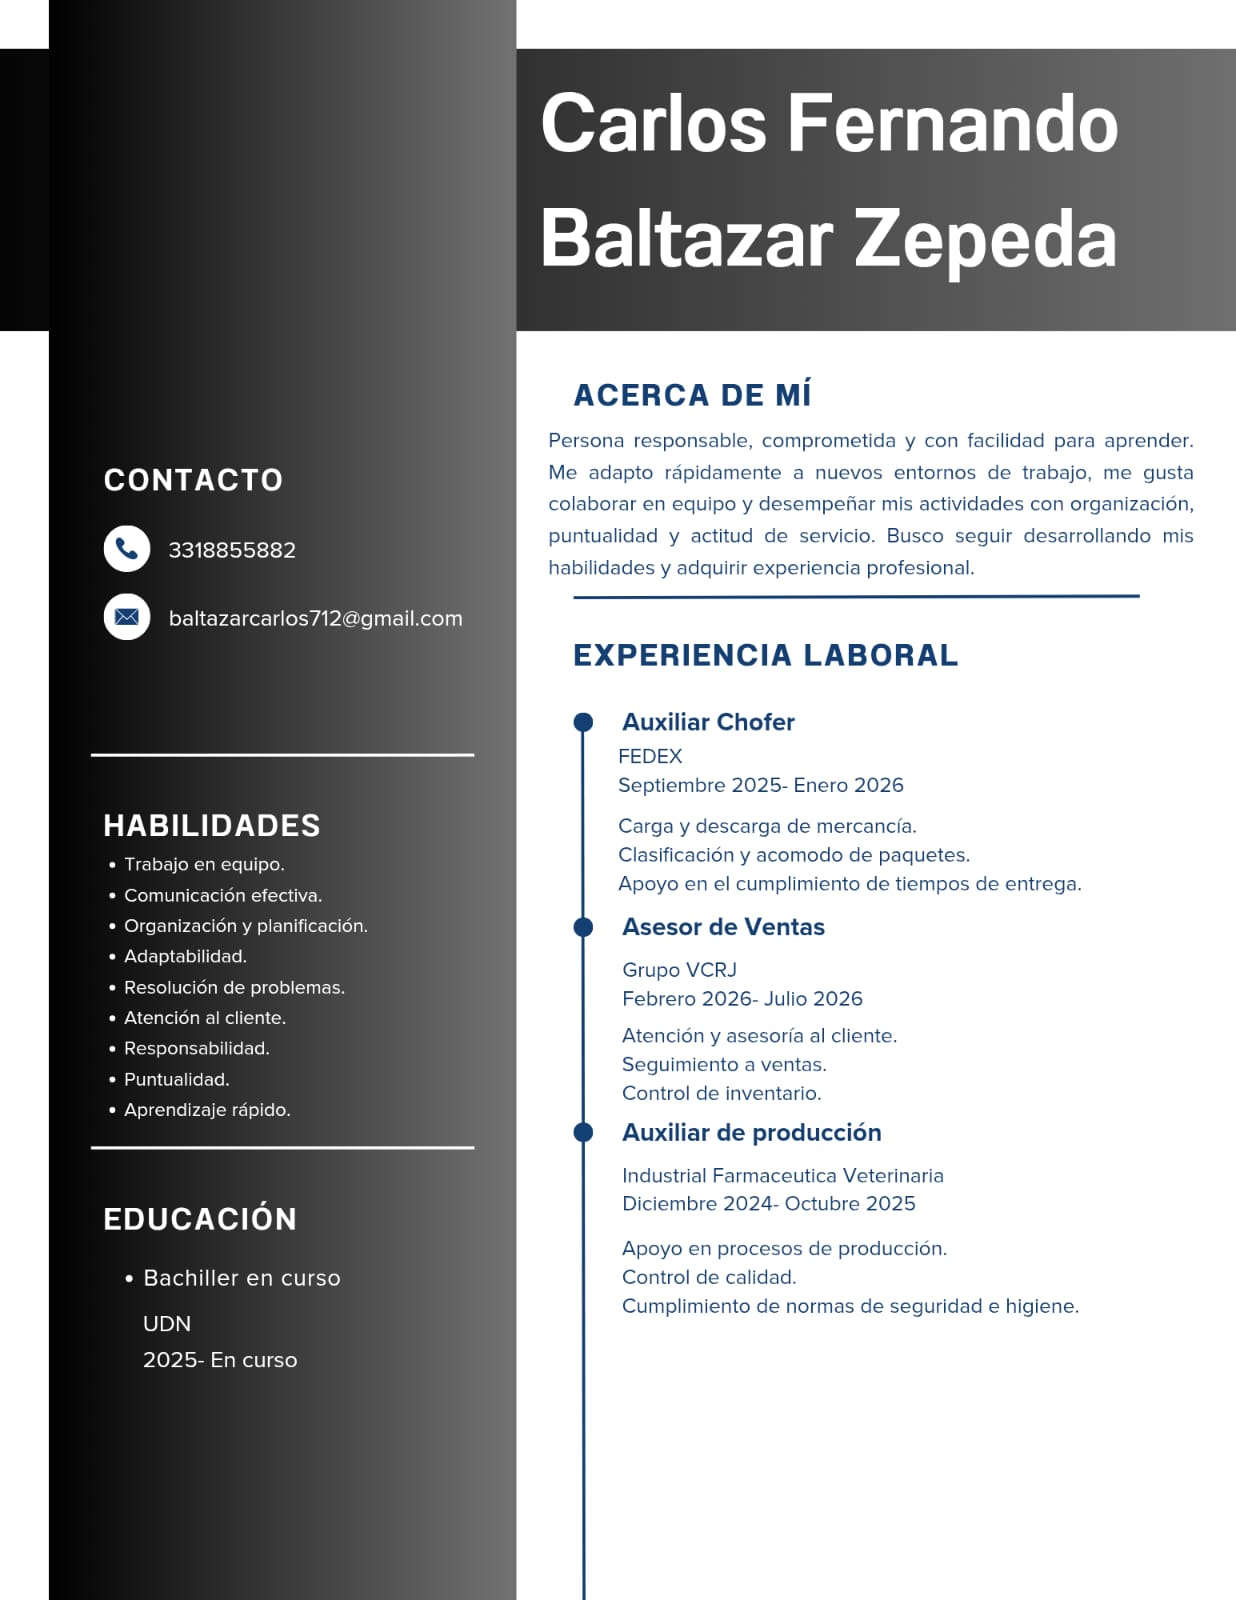 Carlos Fernando
Baltazar Zepeda
CONTACTO
3318855882
baltazarcarlos712@gmail.com
HABILIDADES
• Trabajo en equipo.
• Comunicación efectiva.
• Organización y planificación.
• Adaptabilidad.
• Resolución de problemas.
• Atención al cliente.
• Responsabilidad.
• Puntualidad.
• Aprendizaje rápido.
EDUCACIÓN
• Bachiller en curso
UDN
2025- En curso
ACERCA DE MÍ
Persona responsable, comprometida y con facilidad para aprender.
Me adapto rápidamente a nuevos entornos de trabajo, me gusta
colaborar en equipo y desempeñar mis actividades con organización,
puntualidad y actitud de servicio. Busco seguir desarrollando mis
habilidades y adquirir experiencia profesional.
EXPERIENCIA LABORAL
Auxiliar Chofer
FEDEX
Septiembre 2025- Enero 2026
Carga y descarga de mercancía.
Clasificación y acomodo de paquetes.
Apoyo en el cumplimiento de tiempos de entrega.
Asesor de Ventas
Grupo VCRJ
Febrero 2026- Julio 2026
Atención y asesoría al cliente.
Seguimiento a ventas.
Control de inventario.
Auxiliar de producción
Industrial Farmaceutica Veterinaria
Diciembre 2024- Octubre 2025
Apoyo en procesos de producción.
Control de calidad.
Cumplimiento de normas de seguridad e higiene.